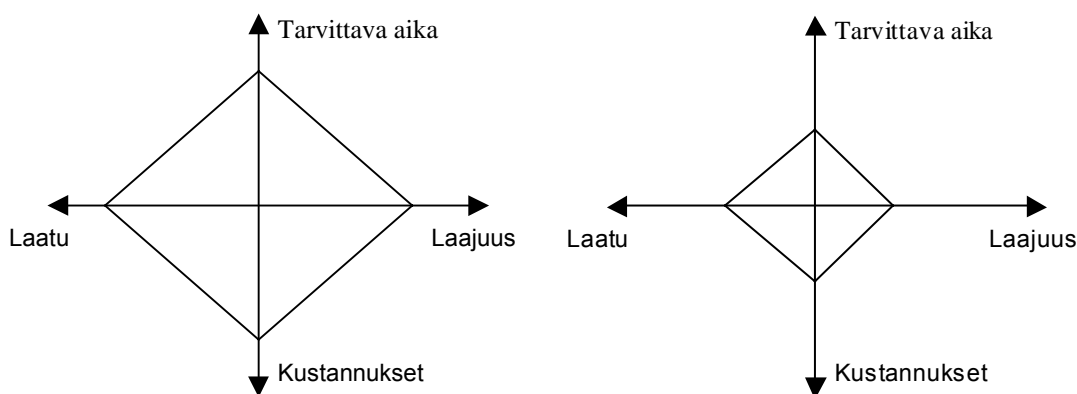 Tarvittava aika
Laatu
Laajuus
Kustannukset
Tarvittava aika
Laatu
Laajuus
Kustannukset